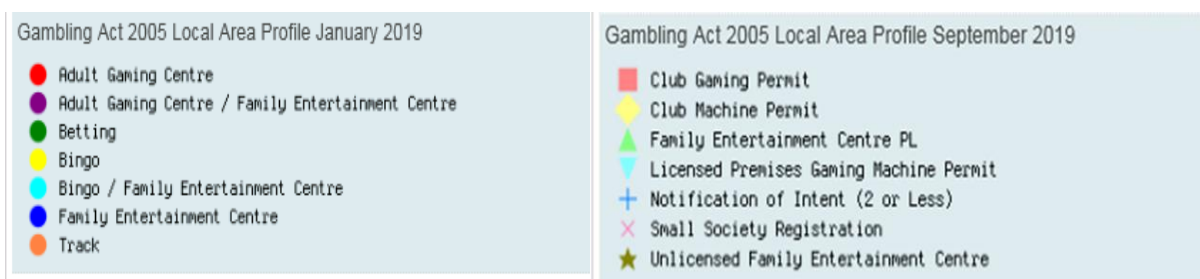 Gambling Act 2005 Local Area Profile January 2019
Adult Gaming Centre
Adult Gaming Centre / Family Entertainment Centre
Betting
Bingo
Bingo / Family Entertainment Centre
Family Entertainment Centre
Track
Gambling Act 2005 Local Area Profile September 2019
Club Gaming Permit
Club Machine Permit
Family Entertainment Centre PL
Licensed Premises Gaming Machine Permit
Notification of Intent (2 or Less)
Small Society Registration
Unlicensed Family Entertainment Centre